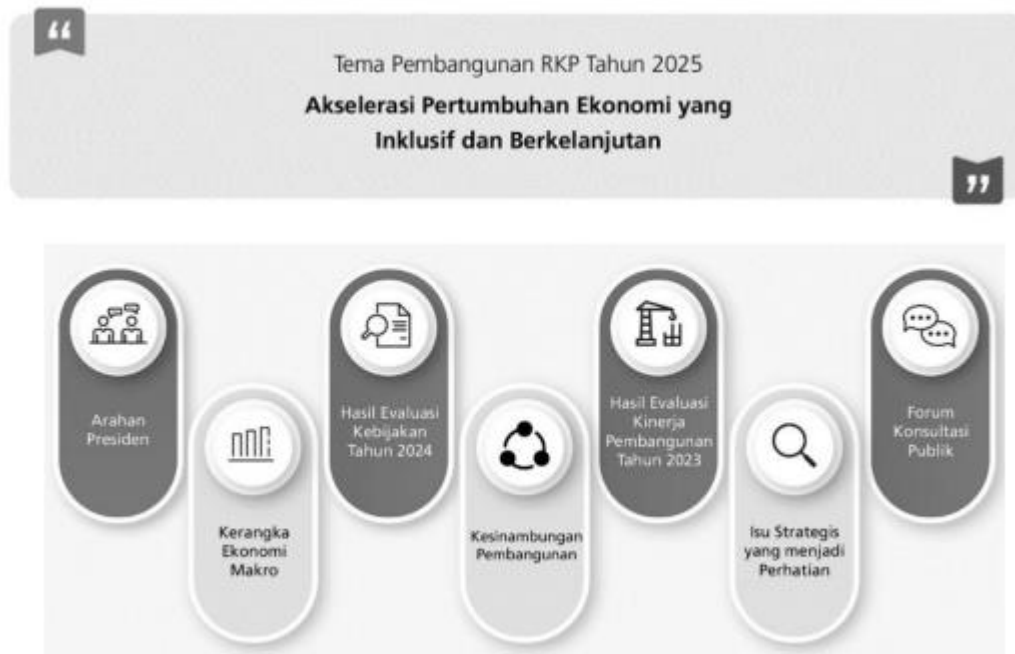 Tema Pembangunan RKP Tahun 2025
Akselerasi Pertumbuhan Ekonomi yang
Inklusif dan Berkelanjutan
Arahan
Presiden
Kerangka
Ekonomi
Makro
Hasil Evaluasi
Kebijakan
Tahun 2024
Kesinambungan
Pembangunan
Hasil Evaluasi
Kinerja
Pembangunan
Tahun 2023
Isu Strategis
yang menjadi
Perhatian
Forum
Konsultasi
Publik